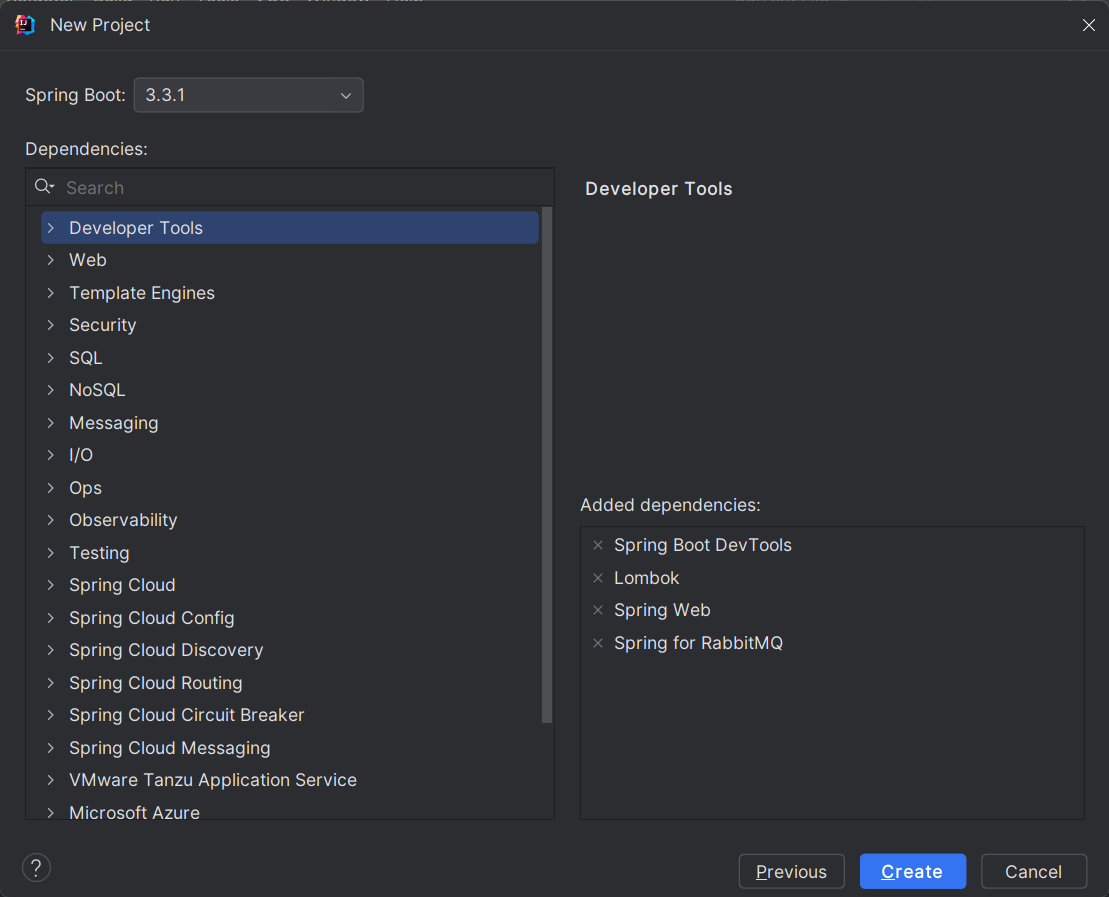 New Project
Spring Boot: 3.3.1
Dependencies:
Search
Developer Tools
Web
Template Engines
Security
SQL
NoSQL
Messaging
I/O
Ops
Observability
Testing
Spring Cloud
Spring Cloud Config
Spring Cloud Discovery
Spring Cloud Routing
Spring Cloud Circuit Breaker
Spring Cloud Messaging
VMware Tanzu Application Service
Microsoft Azure
Developer Tools
Added dependencies:
Spring Boot DevTools
Lombok
Spring Web
Spring for RabbitMQ
? Previous Create Cancel